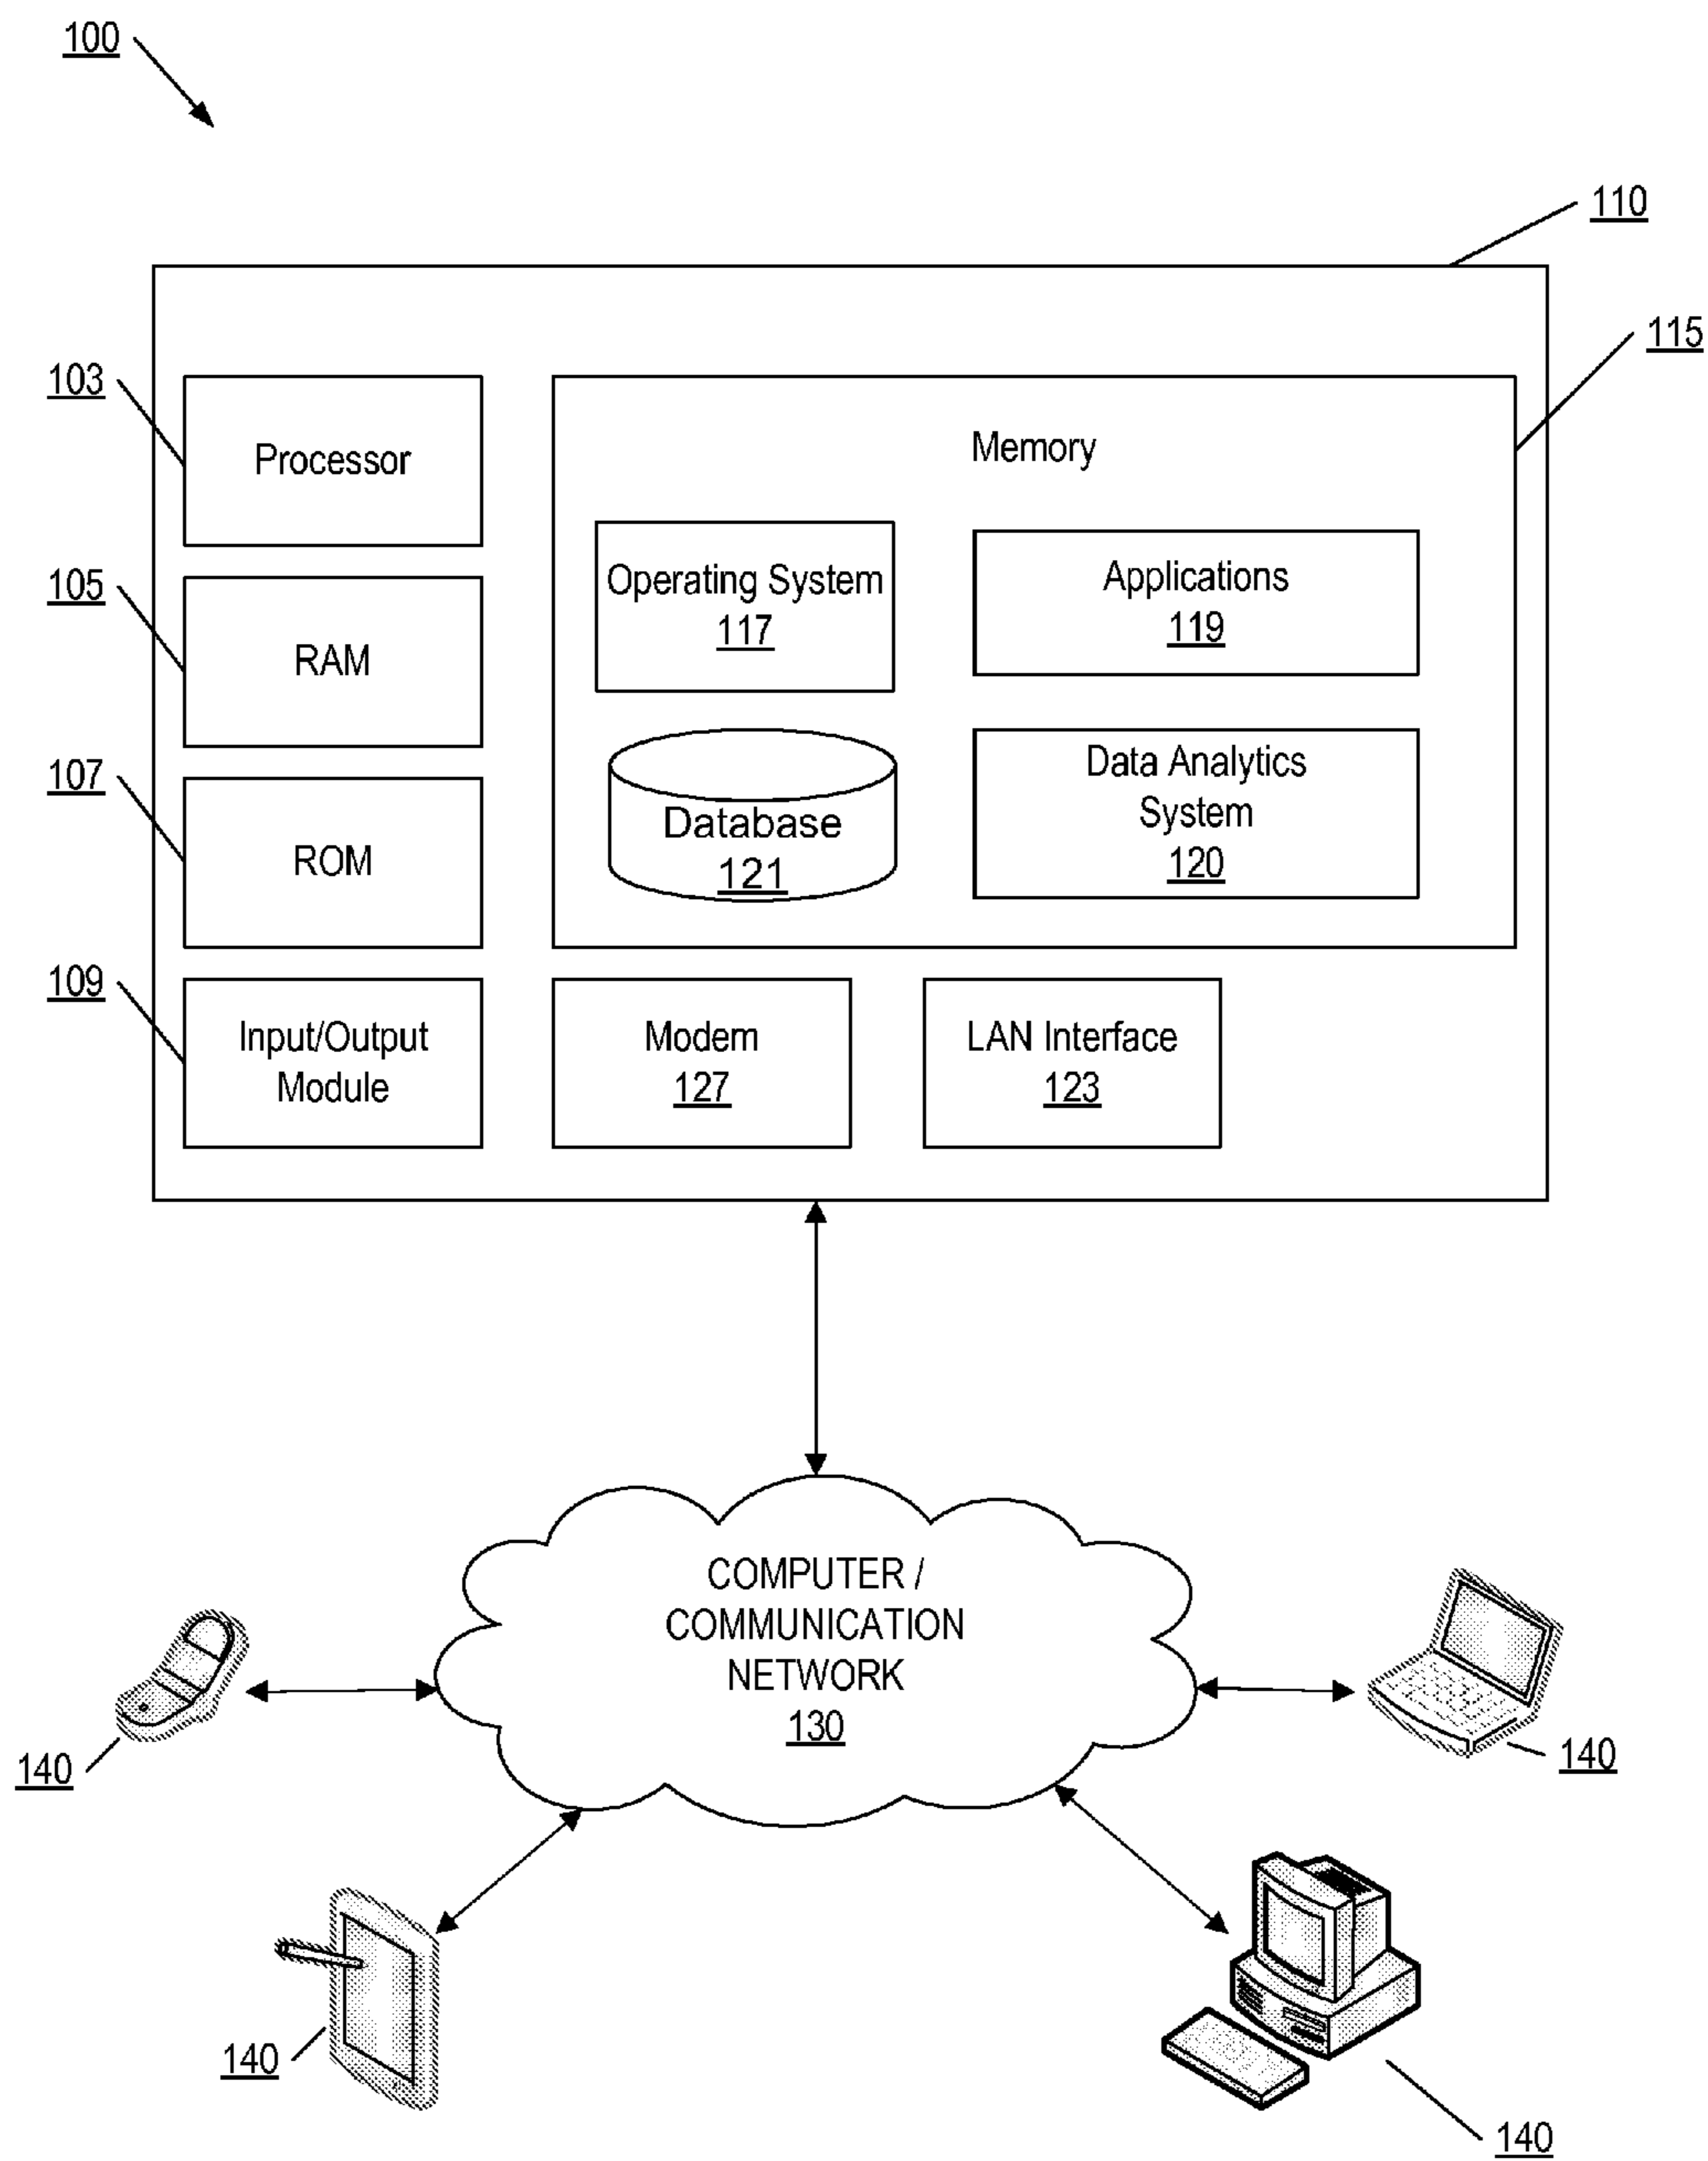 100
110
115
103
Processor
Memory
Operating System
117
Applications
119
105
RAM
Database
121
Data Analytics
System
120
107
ROM
109
Input/Output
Module
Modem
127
LAN Interface
123
COMPUTER /
COMMUNICATION
NETWORK
130
140
140
140
140